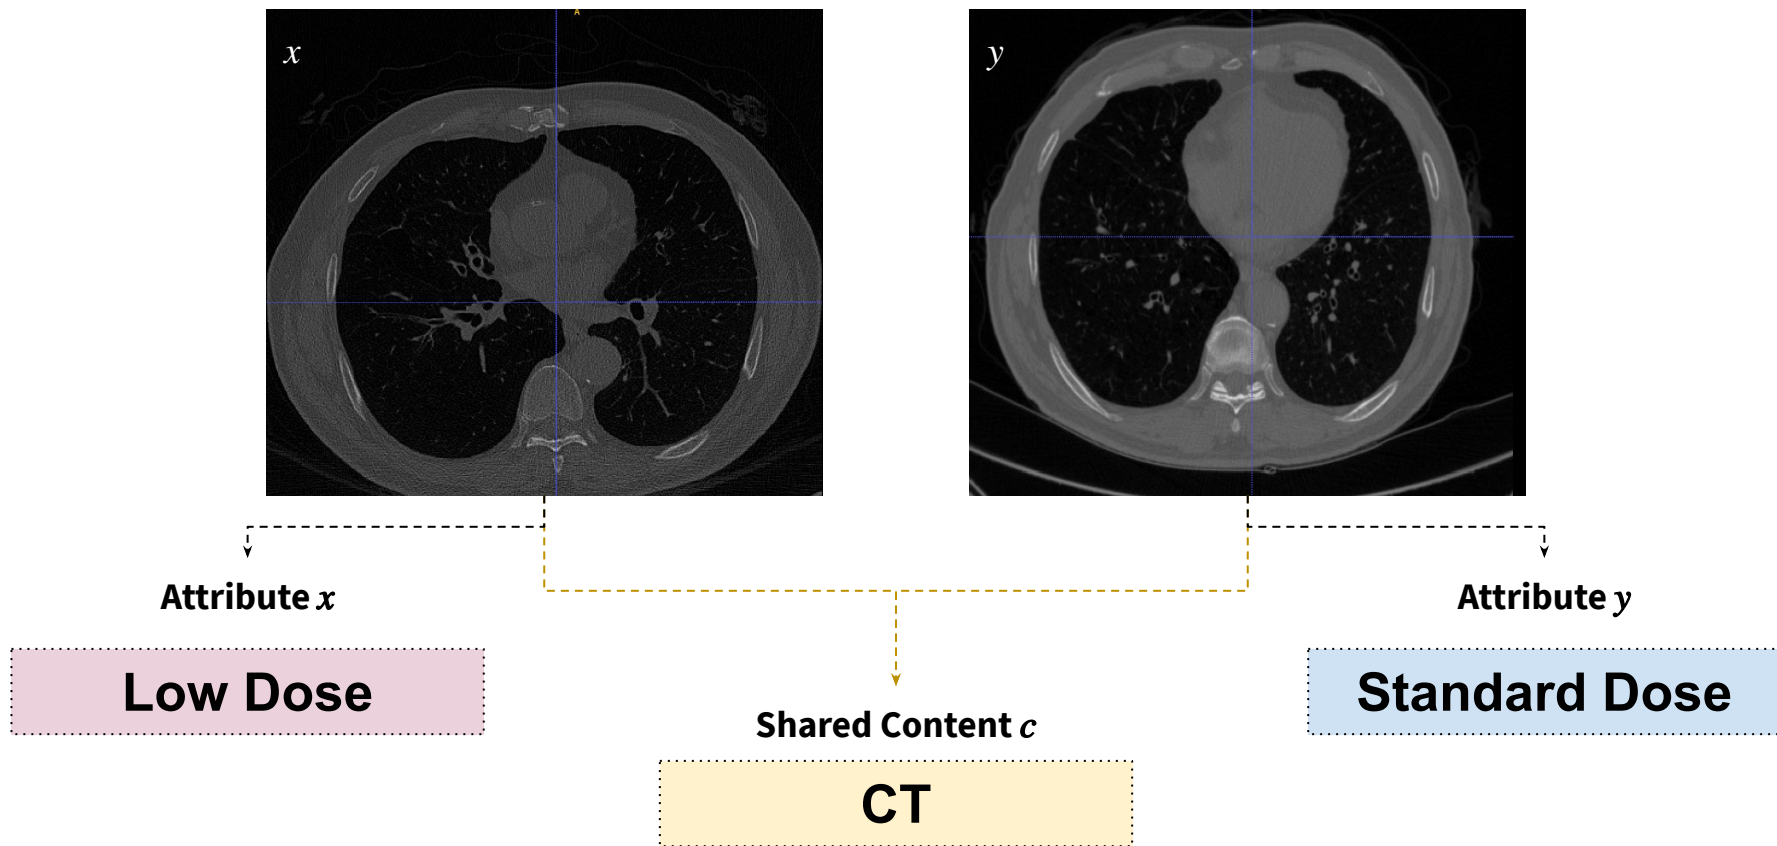 A
x
y
Attribute x
Attribute y
Low Dose
Standard Dose
Shared Content c
CT